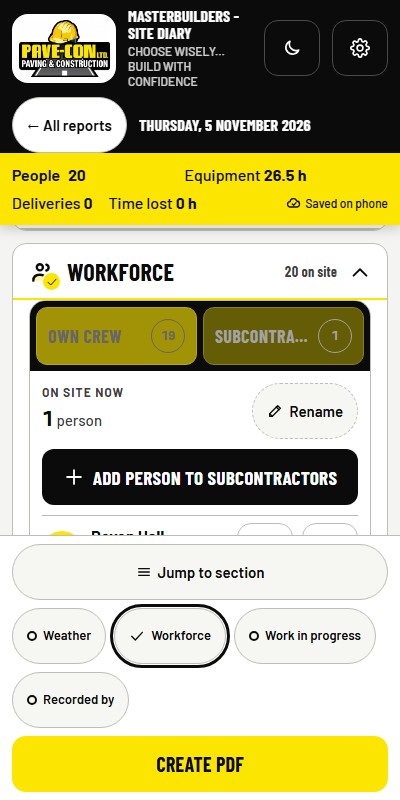 PAVE-CON LTD.
PAVING & CONSTRUCTION
MASTERBUILDERS -
SITE DIARY
CHOOSE WISELY...
BUILD WITH
CONFIDENCE
← All reports
THURSDAY, 5 NOVEMBER 2026
People 20
Equipment 26.5 h
Deliveries 0
Time lost 0 h
Saved on phone
WORKFORCE
20 on site
OWN CREW 19
SUBCONTRA... 1
ON SITE NOW
1 person
Rename
ADD PERSON TO SUBCONTRACTORS
Jump to section
Weather
Workforce
Work in progress
Recorded by
CREATE PDF